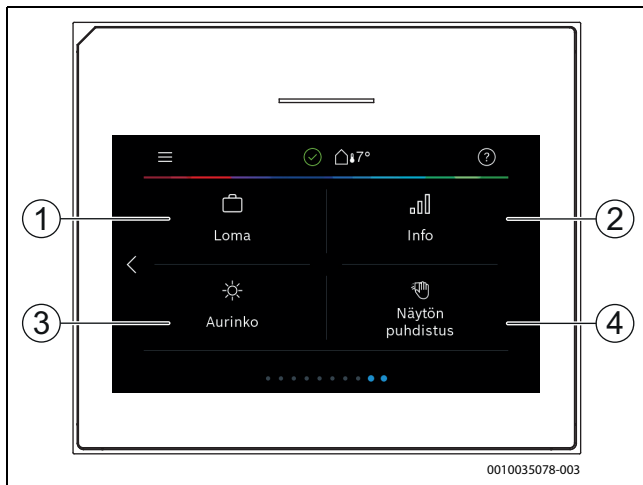 7°
?
1
Loma
Info
2
3
Aurinko
Näytön
puhdistus
4
0010035078-003